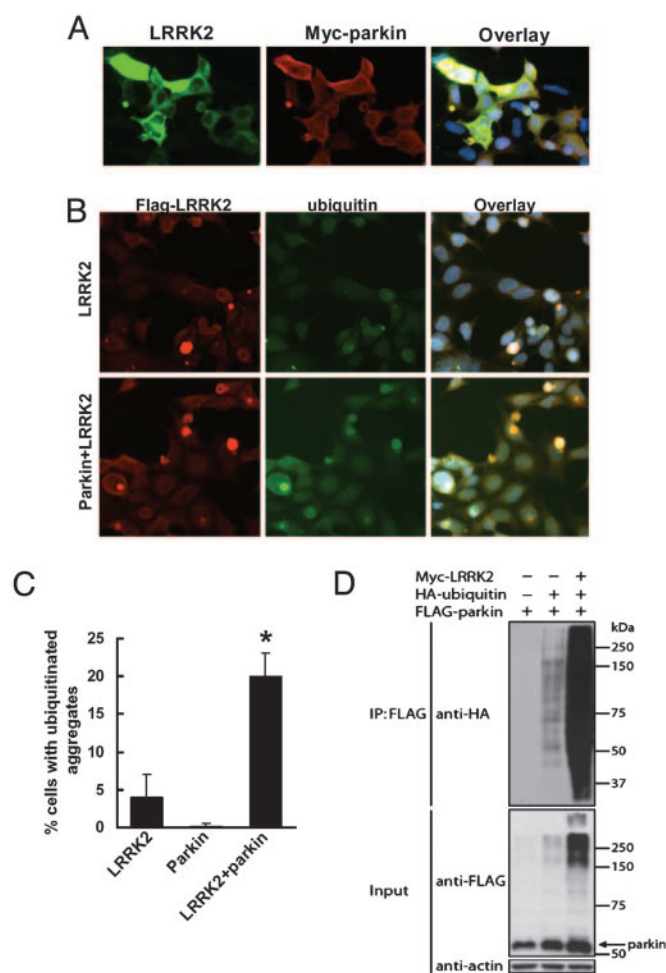 A
LRRK2 Myc-parkin Overlay
B
Flag-LRRK2 ubiquitin Overlay
LRRK2
Parkin+LRRK2
C
% cells with ubiquitinated
aggregates
25
20
15
10
5
0
*
LRRK2
Parkin
LRRK2+parkin
D
Myc-LRRK2 – – +
HA-ubiquitin – + +
FLAG-parkin + + +
kDa
IP:FLAG anti-HA
250
150
75
50
37
Input anti-FLAG
250
150
75
parkin
50
anti-actin